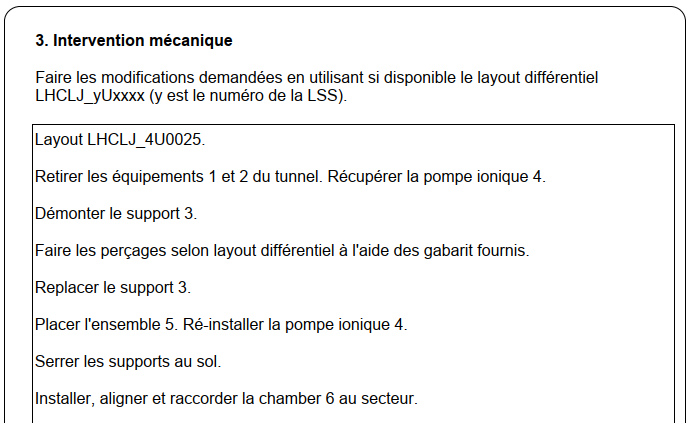 3. Intervention mécanique
Faire les modifications demandées en utilisant si disponible le layout différentiel
LHCLJ_yUxxxx (y est le numéro de la LSS).
Layout LHCLJ_4U0025.
Retirer les équipements 1 et 2 du tunnel. Récupérer la pompe ionique 4.
Démonter le support 3.
Faire les perçages selon layout différentiel à l'aide des gabarit fournis.
Replacer le support 3.
Placer l'ensemble 5. Ré-installer la pompe ionique 4.
Serrer les supports au sol.
Installer, aligner et raccorder la chamber 6 au secteur.